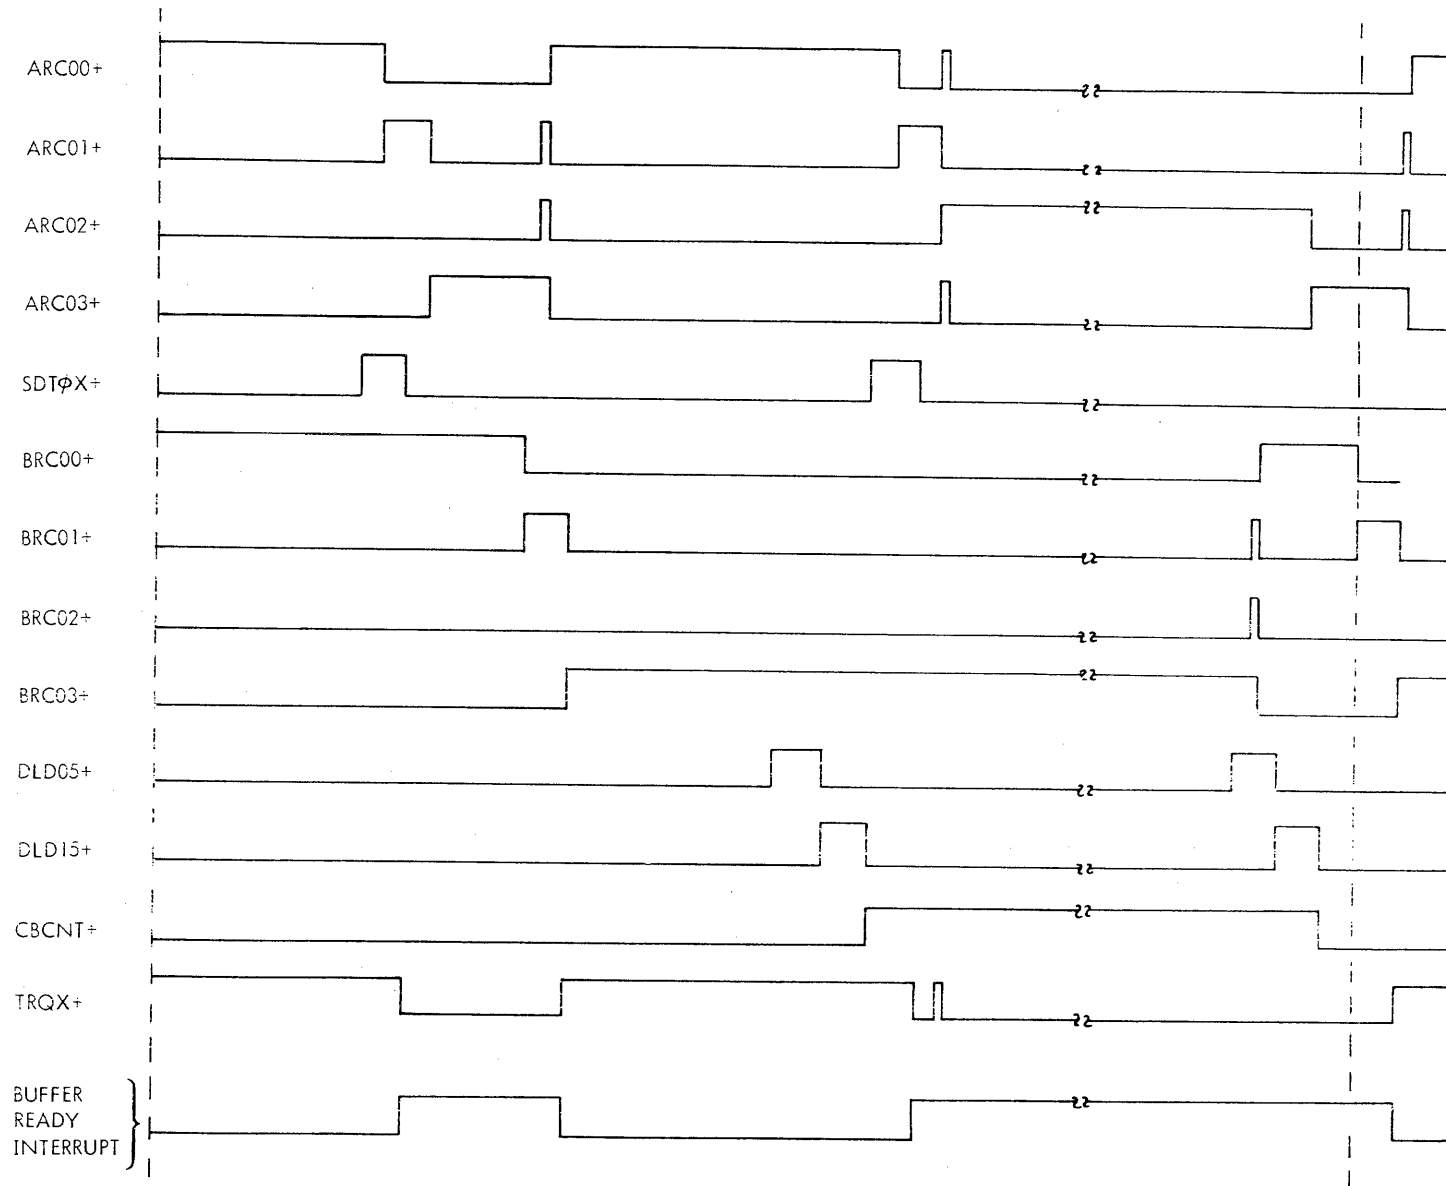 ARC00+
ARC01+
ARC02+
ARC03+
SDTϕX+
BRC00+
BRC01+
BRC02+
BRC03+
DLD05+
DLD15+
CBCNT+
TRQX+
BUFFER
READY
INTERRUPT